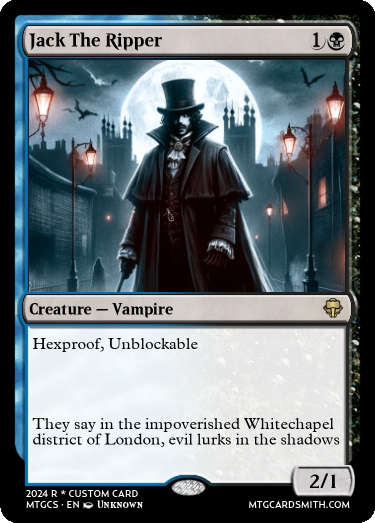 Jack The Ripper 1
Creature — Vampire
Hexproof, Unblockable
They say in the impoverished Whitechapel
district of London, evil lurks in the shadows
2/1
2024 R * CUSTOM CARD
MTGCS · EN Unknown
MTGCARDSMITH.COM